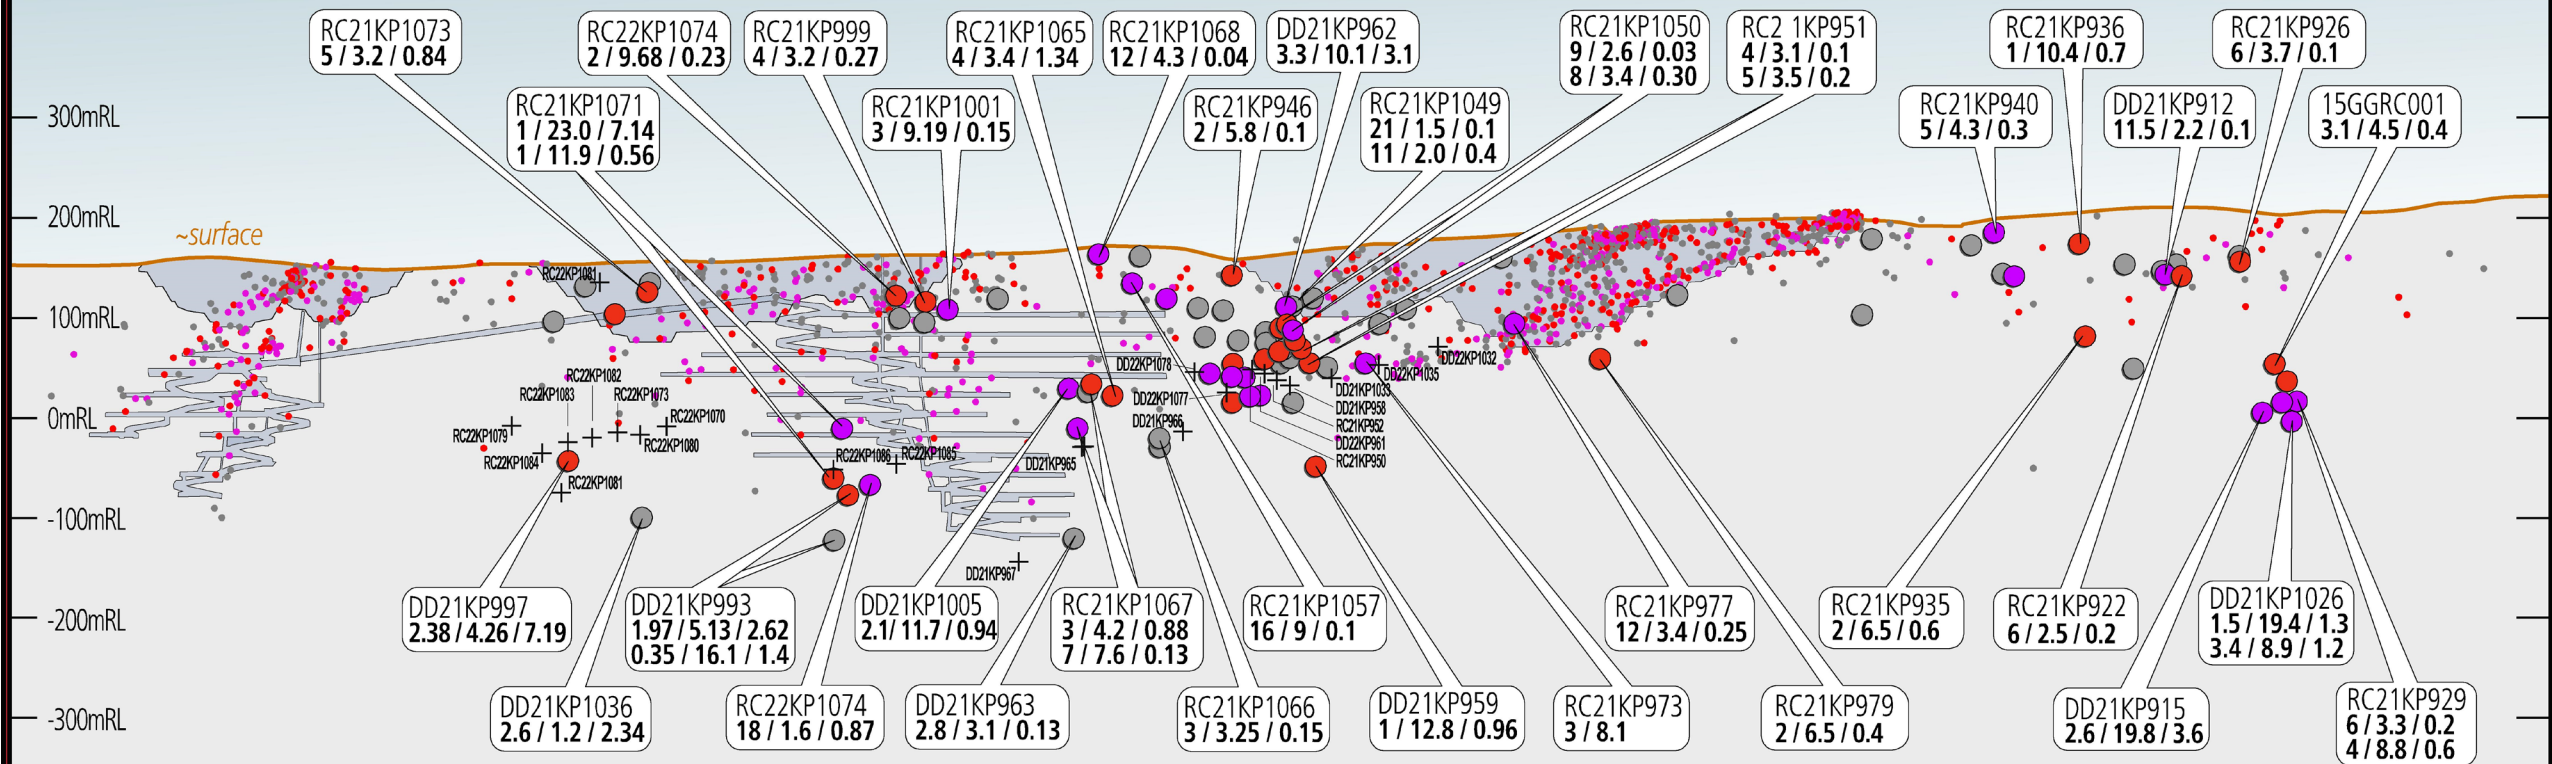 RC21KP1073
5 / 3.2 / 0.84
RC22KP1074
2 / 9.68 / 0.23
RC21KP999
4 / 3.2 / 0.27
RC21KP1065
4 / 3.4 / 1.34
RC21KP1068
12 / 4.3 / 0.04
DD21KP962
3.3 / 10.1 / 3.1
RC21KP1050
9 / 2.6 / 0.03
8 / 3.4 / 0.30
RC2 1KP951
4 / 3.1 / 0.1
5 / 3.5 / 0.2
RC21KP936
1 / 10.4 / 0.7
RC21KP926
6 / 3.7 / 0.1
RC21KP1071
1 / 23.0 / 7.14
1 / 11.9 / 0.56
RC21KP1001
3 / 9.19 / 0.15
RC21KP946
2 / 5.8 / 0.1
RC21KP1049
21 / 1.5 / 0.1
11 / 2.0 / 0.4
RC21KP940
5 / 4.3 / 0.3
DD21KP912
11.5 / 2.2 / 0.1
15GGRC001
3.1 / 4.5 / 0.4
300mRL
200mRL
~surface
100mRL
0mRL
-100mRL
-200mRL
-300mRL
RC22KP1081
RC22KP1082
RC21KP1083
RC21KP1073
RC21KP1070
RC22KP1079
RC21KP1080
RC22KP1084
RC22KP1081
RC22KP1086
RC21KP1085
DD22KP1078
DD22KP1077
DD21KP966
DD21KP965
DD21KP967
DD22KP1032
DD22KP1035
DD21KP1033
DD21KP958
RC21KP952
DD22KP961
RC21KP950
DD21KP997
2.38 / 4.26 / 7.19
DD21KP993
1.97 / 5.13 / 2.62
0.35 / 16.1 / 1.4
DD21KP1005
2.1/ 11.7 / 0.94
RC21KP1067
3 / 4.2 / 0.88
7 / 7.6 / 0.13
RC21KP1057
16 / 9 / 0.1
RC21KP977
12 / 3.4 / 0.25
RC21KP935
2 / 6.5 / 0.6
RC21KP922
6 / 2.5 / 0.2
DD21KP1026
1.5 / 19.4 / 1.3
3.4 / 8.9 / 1.2
DD21KP1036
2.6 / 1.2 / 2.34
RC22KP1074
18 / 1.6 / 0.87
DD21KP963
2.8 / 3.1 / 0.13
RC21KP1066
3 / 3.25 / 0.15
DD21KP959
1 / 12.8 / 0.96
RC21KP973
3 / 8.1
RC21KP979
2 / 6.5 / 0.4
DD21KP915
2.6 / 19.8 / 3.6
RC21KP929
6 / 3.3 / 0.2
4 / 8.8 / 0.6